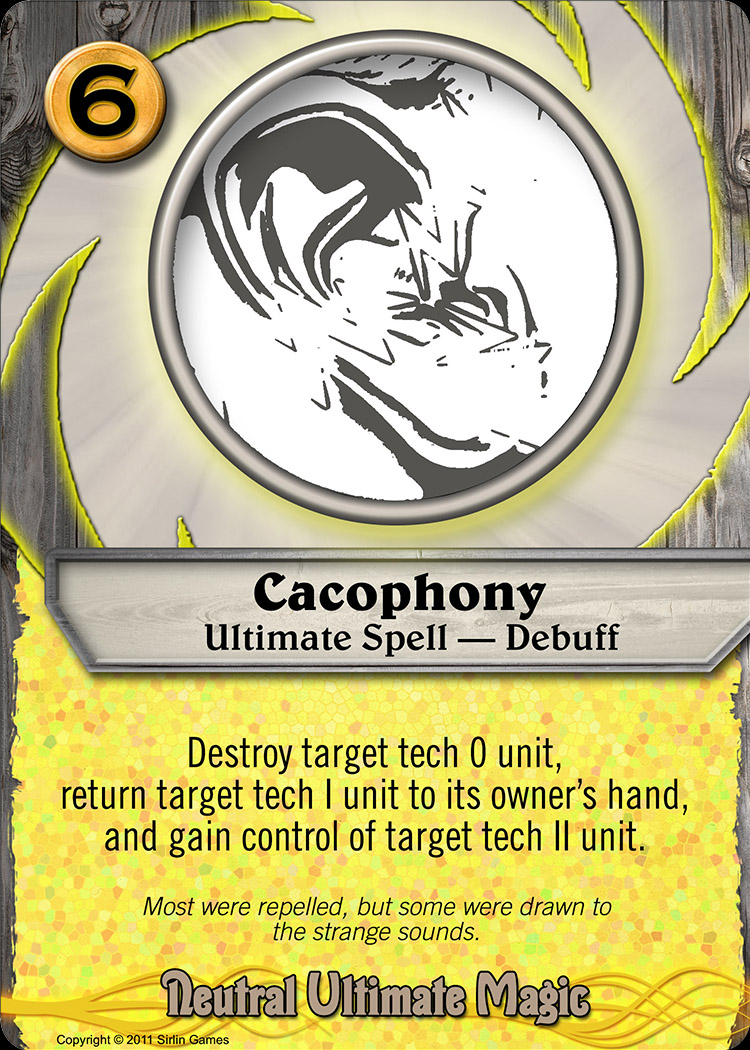 6
Cacophony
Ultimate Spell — Debuff
Destroy target tech 0 unit,
return target tech I unit to its owner's hand,
and gain control of target tech II unit.
Most were repelled, but some were drawn to
the strange sounds.
Neutral Ultimate Magic
Copyright © 2011 Sirlin Games